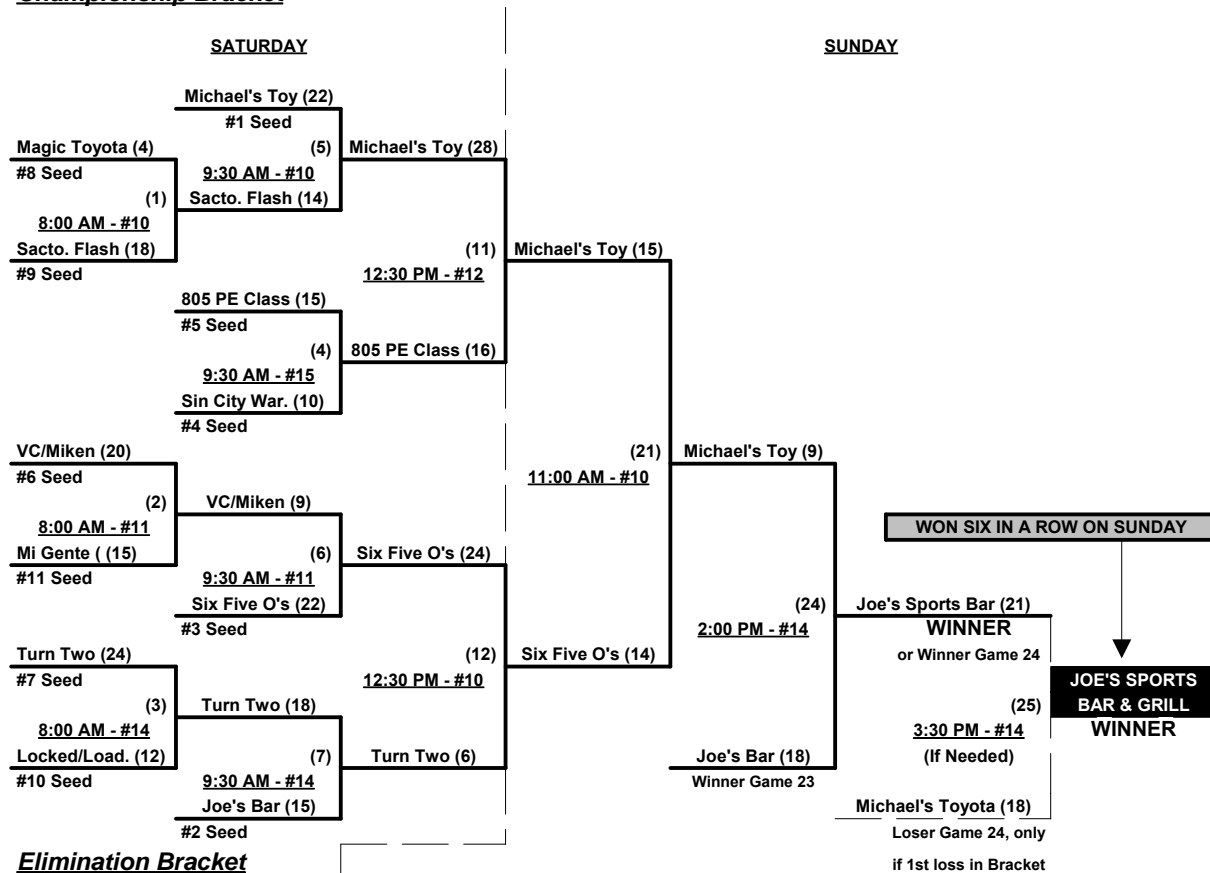 Championship Bracket
SATURDAY
SUNDAY
Michael's Toy (22)
#1 Seed
Magic Toyota (4)
(5)
Michael's Toy (28)
#8 Seed
9:30 AM - #10
(1)
Sacto. Flash (14)
8:00 AM - #10
Sacto. Flash (18)
(11)
Michael's Toy (15)
#9 Seed
12:30 PM - #12
805 PE Class (15)
#5 Seed
(4)
805 PE Class (16)
9:30 AM - #15
Sin City War. (10)
#4 Seed
VC/Miken (20)
(21)
Michael's Toy (9)
#6 Seed
11:00 AM - #10
(2)
VC/Miken (9)
8:00 AM - #11
WON SIX IN A ROW ON SUNDAY
Mi Gente ( (15)
(6)
Six Five O's (24)
#11 Seed
9:30 AM - #11
Six Five O's (22)
(24)
Joe's Sports Bar (21)
#3 Seed
2:00 PM - #14
WINNER
Turn Two (24)
(12)
Six Five O's (14)
or Winner Game 24
#7 Seed
12:30 PM - #10
JOE'S SPORTS
(3)
Turn Two (18)
(25)
BAR & GRILL
8:00 AM - #14
3:30 PM - #14
WINNER
Locked/Load. (12)
(7)
Turn Two (6)
Joe's Bar (18)
(If Needed)
#10 Seed
9:30 AM - #14
Winner Game 23
Joe's Bar (15)
Michael's Toyota (18)
#2 Seed
Loser Game 24, only
Elimination Bracket
if 1st loss in Bracket